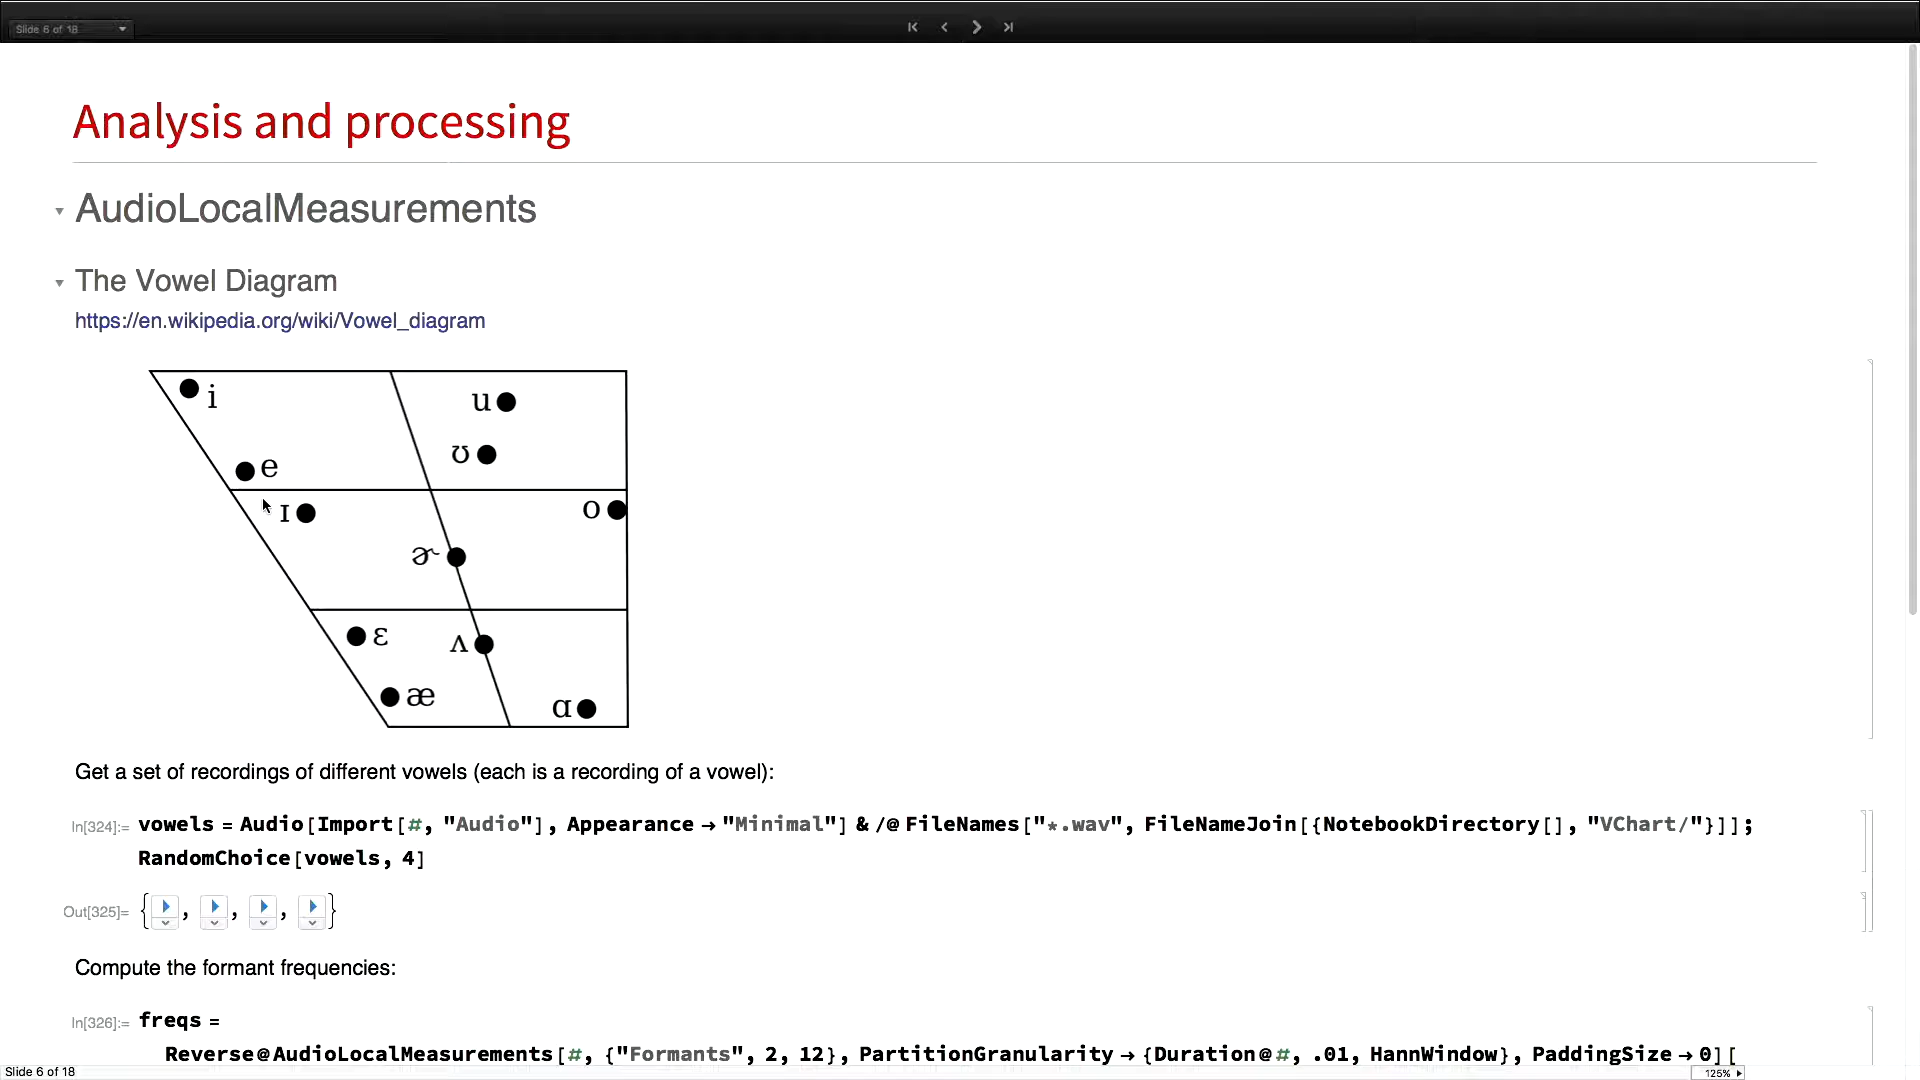 Slide 6 of 18
Analysis and processing
AudioLocalMeasurements
The Vowel Diagram
https://en.wikipedia.org/wiki/Vowel_diagram
i
u
ʊ
e
ɪ
o
ɚ
ɛ
ʌ
æ
ɑ
Get a set of recordings of different vowels (each is a recording of a vowel):
In[324]:= vowels = Audio[Import[#, "Audio"], Appearance → "Minimal"] & /@ FileNames["*.wav", FileNameJoin[{NotebookDirectory[], "VChart/"}]];
RandomChoice[vowels, 4]
Out[325]= { , , , }
Compute the formant frequencies:
In[326]:= freqs =
Reverse@AudioLocalMeasurements[#, {"Formants", 2, 12}, PartitionGranularity → {Duration@#, .01, HannWindow}, PaddingSize → 0][
Slide 6 of 18
125%